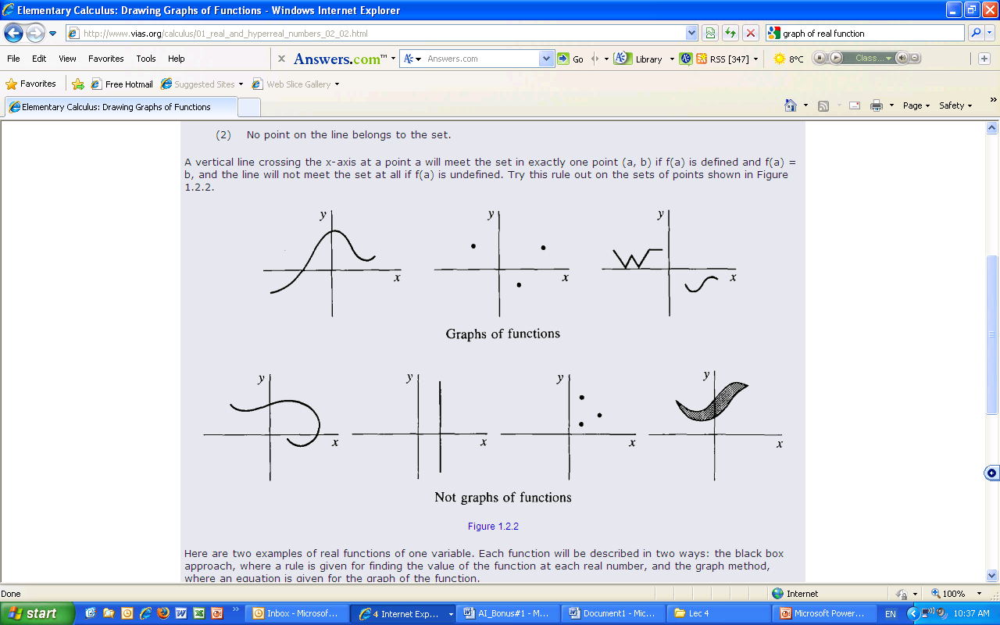 Elementary Calculus: Drawing Graphs of Functions - Windows Internet Explorer
http://www.vias.org/calculus/01_real_and_hyperreal_numbers_02_02.html
graph of real function
File Edit View Favorites Tools Help
x Answers.com™ Answers.com Go Library RSS [347] 8°C Class...
Favorites Free Hotmail Suggested Sites Web Slice Gallery
Elementary Calculus: Drawing Graphs of Functions
Page Safety »
(2) No point on the line belongs to the set.
A vertical line crossing the x-axis at a point a will meet the set in exactly one point (a, b) if f(a) is defined and f(a) =
b, and the line will not meet the set at all if f(a) is undefined. Try this rule out on the sets of points shown in Figure
1.2.2.
y y y
x x x
Graphs of functions
y y y y
x x x x
Not graphs of functions
Figure 1.2.2
Here are two examples of real functions of one variable. Each function will be described in two ways: the black box
approach, where a rule is given for finding the value of the function at each real number, and the graph method,
where an equation is given for the graph of the function.
Done Internet 100%
start » Inbox - Microsof... 4 Internet Exp... AI_Bonus#1 - M... Document1 - Mic... Lec 4 Microsoft Power... EN 10:37 AM